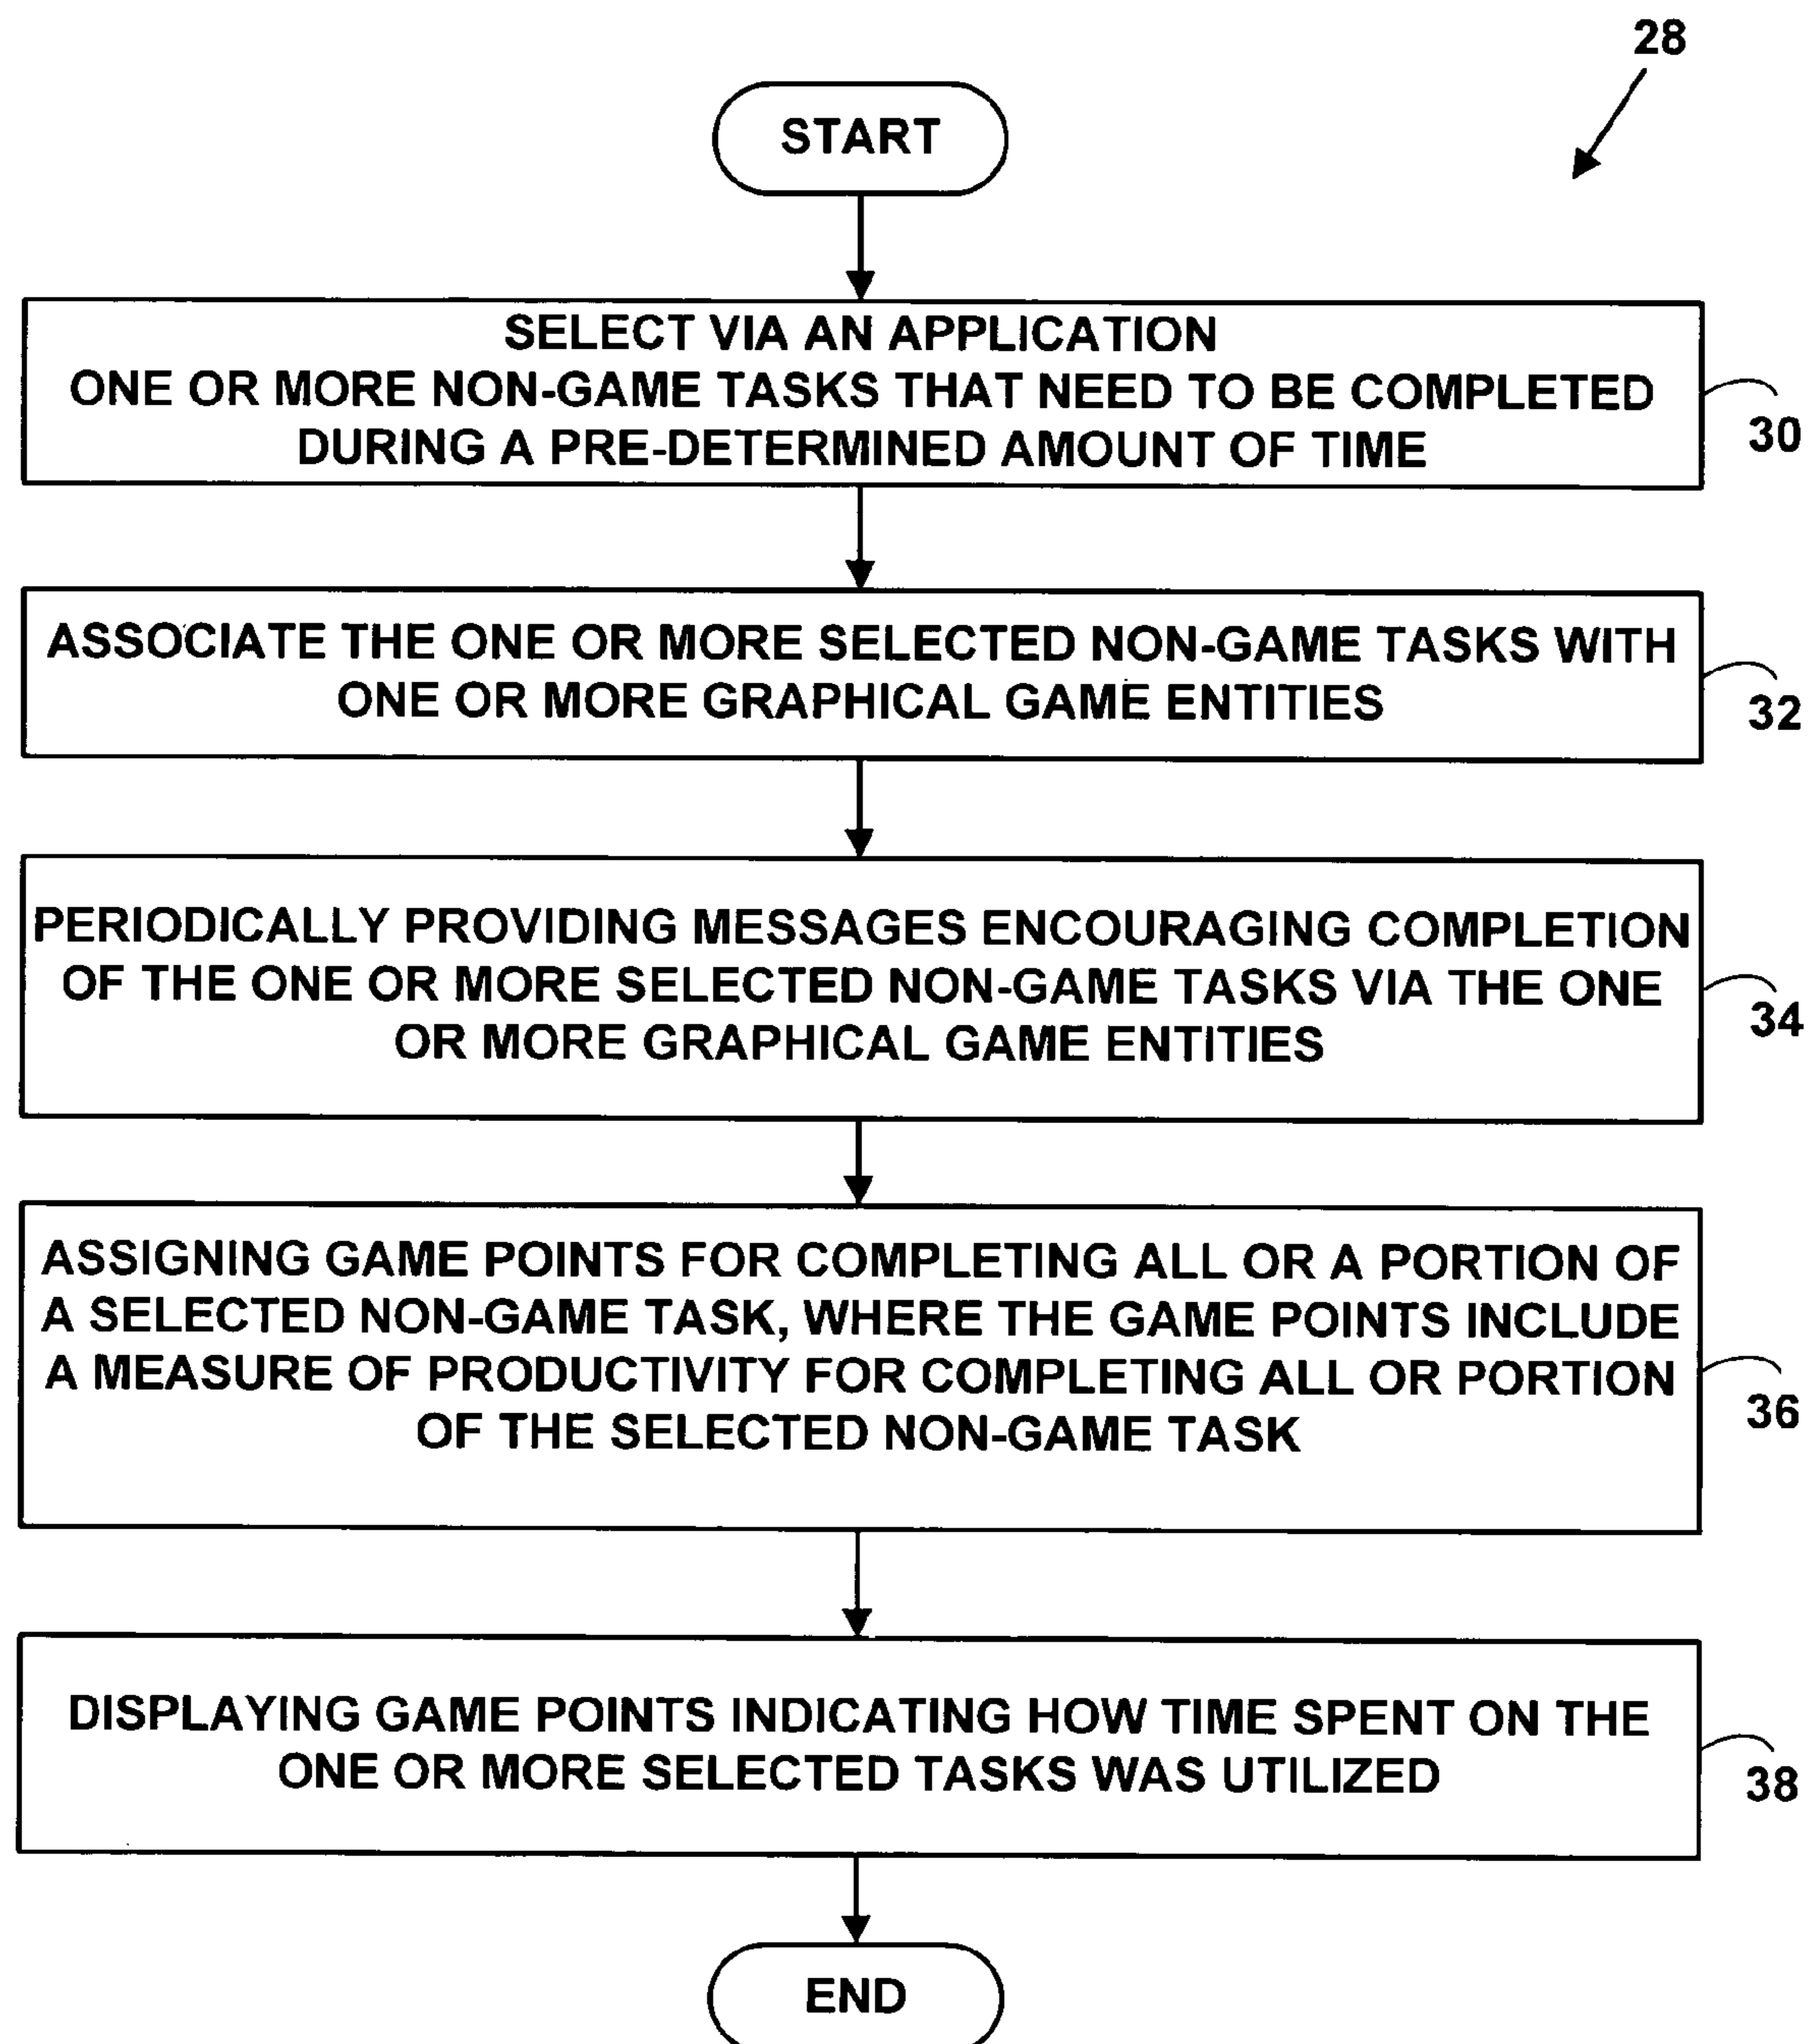 28
START
SELECT VIA AN APPLICATION
ONE OR MORE NON-GAME TASKS THAT NEED TO BE COMPLETED
DURING A PRE-DETERMINED AMOUNT OF TIME
30
ASSOCIATE THE ONE OR MORE SELECTED NON-GAME TASKS WITH
ONE OR MORE GRAPHICAL GAME ENTITIES
32
PERIODICALLY PROVIDING MESSAGES ENCOURAGING COMPLETION
OF THE ONE OR MORE SELECTED NON-GAME TASKS VIA THE ONE
OR MORE GRAPHICAL GAME ENTITIES
34
ASSIGNING GAME POINTS FOR COMPLETING ALL OR A PORTION OF
A SELECTED NON-GAME TASK, WHERE THE GAME POINTS INCLUDE
A MEASURE OF PRODUCTIVITY FOR COMPLETING ALL OR PORTION
OF THE SELECTED NON-GAME TASK
36
DISPLAYING GAME POINTS INDICATING HOW TIME SPENT ON THE
ONE OR MORE SELECTED TASKS WAS UTILIZED
38
END